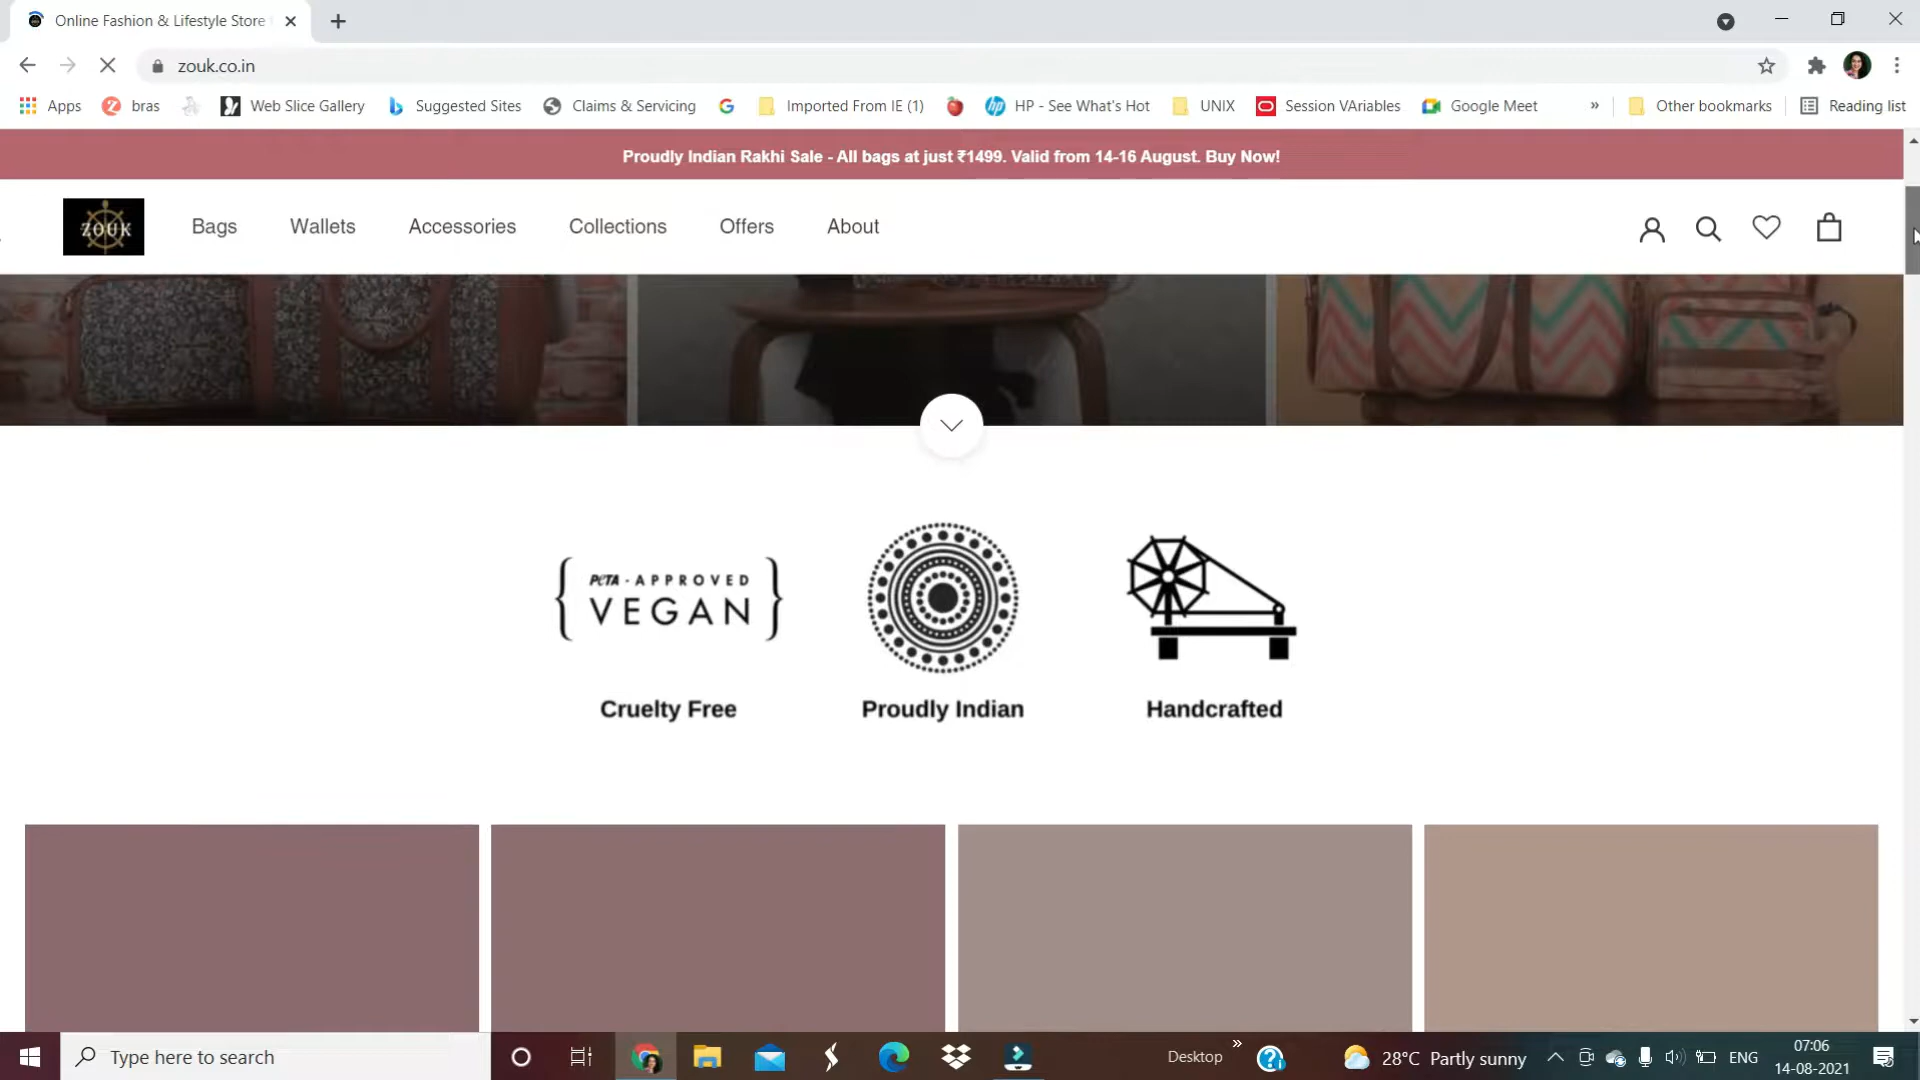 Online Fashion & Lifestyle Store
zouk.co.in
Apps
bras
Web Slice Gallery
Suggested Sites
Claims & Servicing
Imported From IE (1)
HP - See What's Hot
UNIX
Session VAriables
Google Meet
»
Other bookmarks
Reading list
Proudly Indian Rakhi Sale - All bags at just ₹1499. Valid from 14-16 August. Buy Now!
ZOUK
Bags
Wallets
Accessories
Collections
Offers
About
PETA - APPROVED
VEGAN
Cruelty Free
Proudly Indian
Handcrafted
Type here to search
Desktop
»
28°C Partly sunny
ENG
07:06
14-08-2021